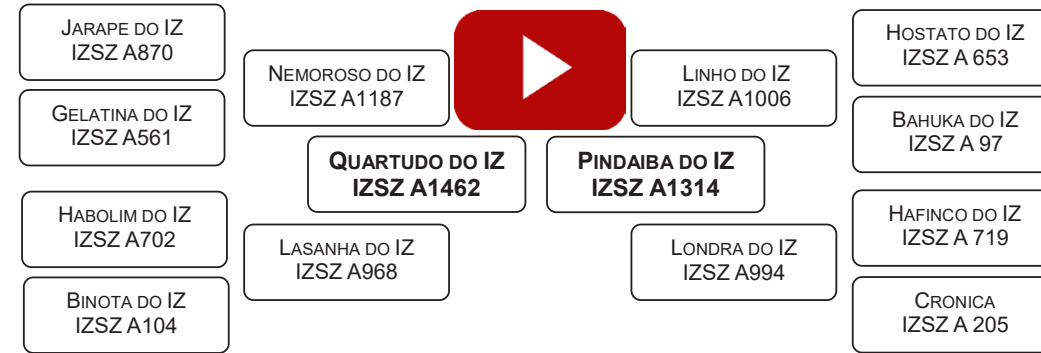 JARAPE DO IZ
IZSZ A870
GELATINA DO IZ
IZSZ A561
NEMOROSO DO IZ
IZSZ A1187
QUARTUDO DO IZ
IZSZ A1462
HABOLIM DO IZ
IZSZ A702
BINOTA DO IZ
IZSZ A104
LASANHA DO IZ
IZSZ A968
LINHO DO IZ
IZSZ A1006
PINDAIBA DO IZ
IZSZ A1314
LONDRA DO IZ
IZSZ A994
HOSTATO DO IZ
IZSZ A 653
BAHUKA DO IZ
IZSZ A 97
HAFINCO DO IZ
IZSZ A 719
CRONICA
IZSZ A 205